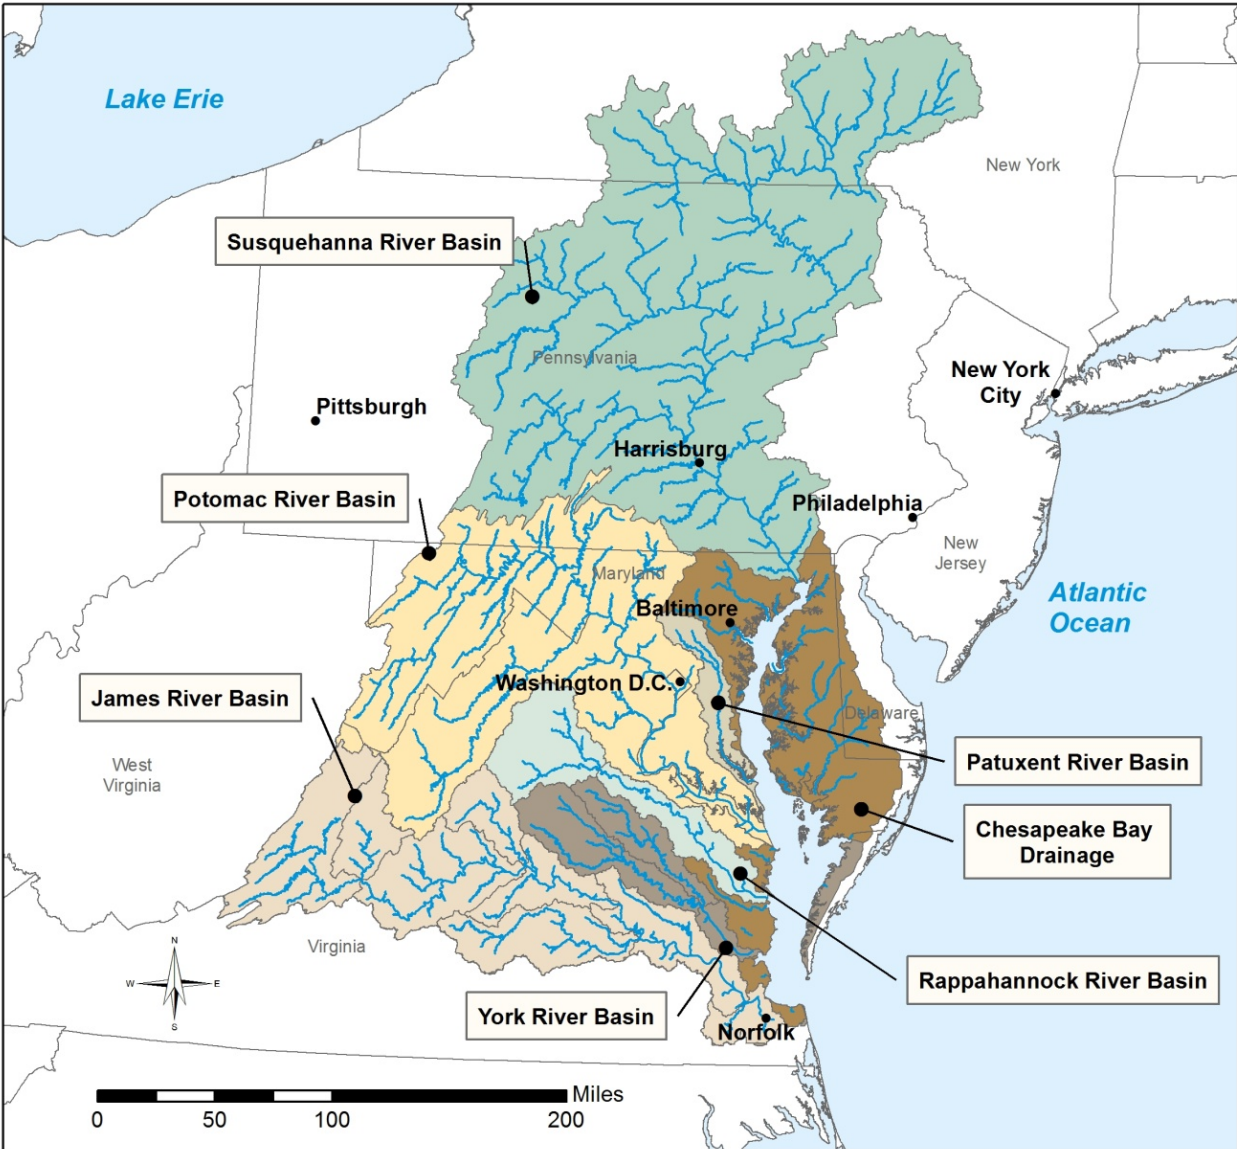 Lake Erie
New York
Susquehanna River Basin
Pennsylvania
New York
City
Pittsburgh
Harrisburg
Potomac River Basin
Philadelphia
New
Jersey
Maryland
Atlantic
Ocean
Baltimore
James River Basin
Washington D.C.
Delaware
West
Virginia
Patuxent River Basin
Chesapeake Bay
Drainage
Virginia
N
W
E
S
Rappahannock River Basin
York River Basin
Norfolk
Miles
0
50
100
200